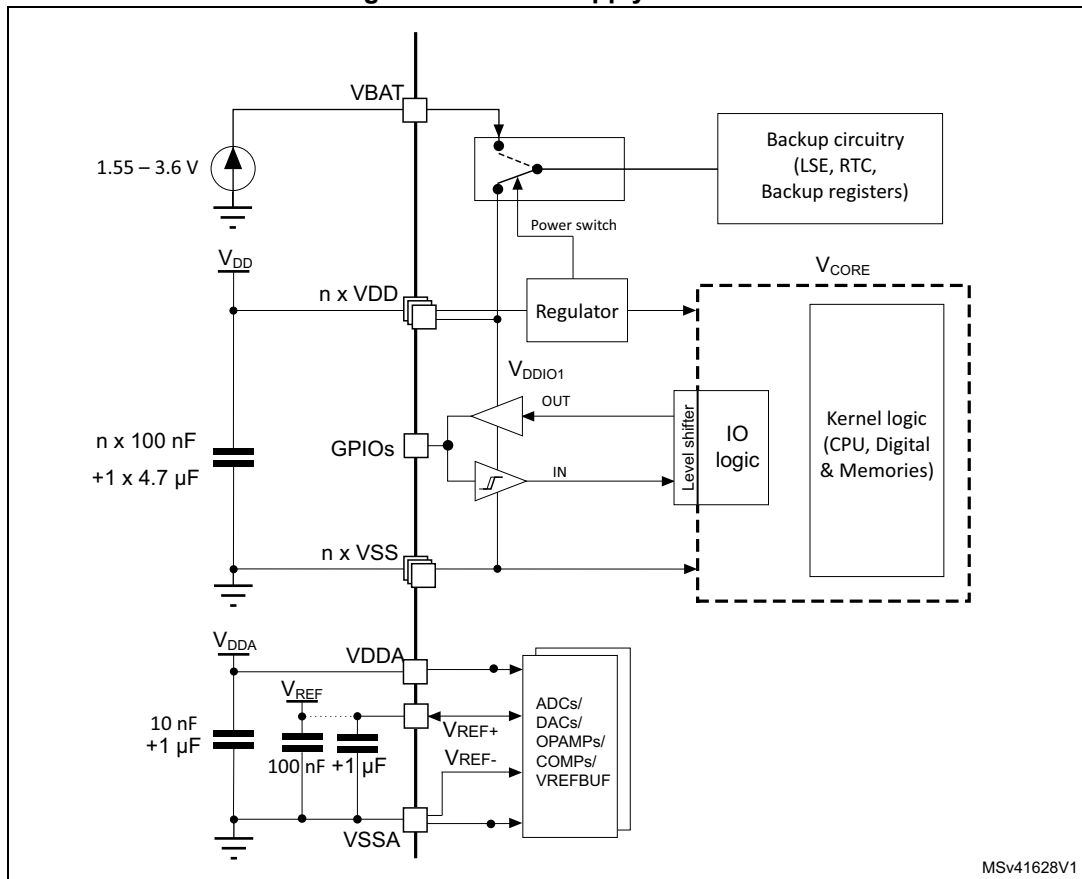 VBAT
1.55 – 3.6 V
Backup circuitry
(LSE, RTC,
Backup registers)
Power switch
VDD
n x VDD
Regulator
VCORE
VDDIO1
OUT
n x 100 nF
+1 x 4.7 µF
GPIOs
IN
Level shifter
IO
logic
Kernel logic
(CPU, Digital
& Memories)
n x VSS
VDDA
VDDA
VREF
10 nF
+1 µF
100 nF
+1 µF
VREF+
VREF-
ADCs/
DACs/
OPAMPs/
COMPs/
VREFBUF
VSSA
MSv41628V1